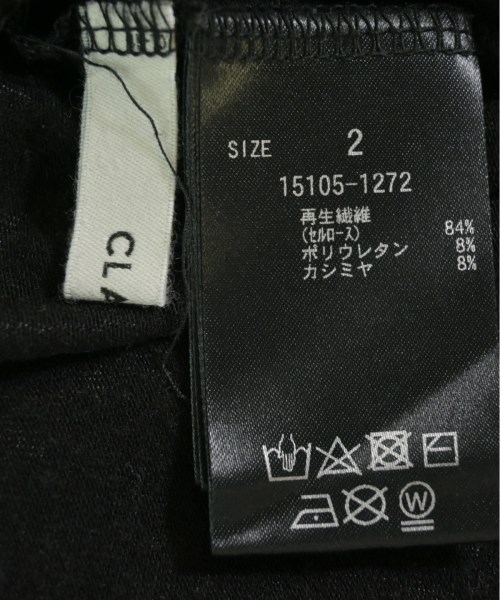 SIZE 2
15105-1272
再生繊維
(セルロース) 84%
ポリウレタン 8%
カシミヤ 8%
W
CLA